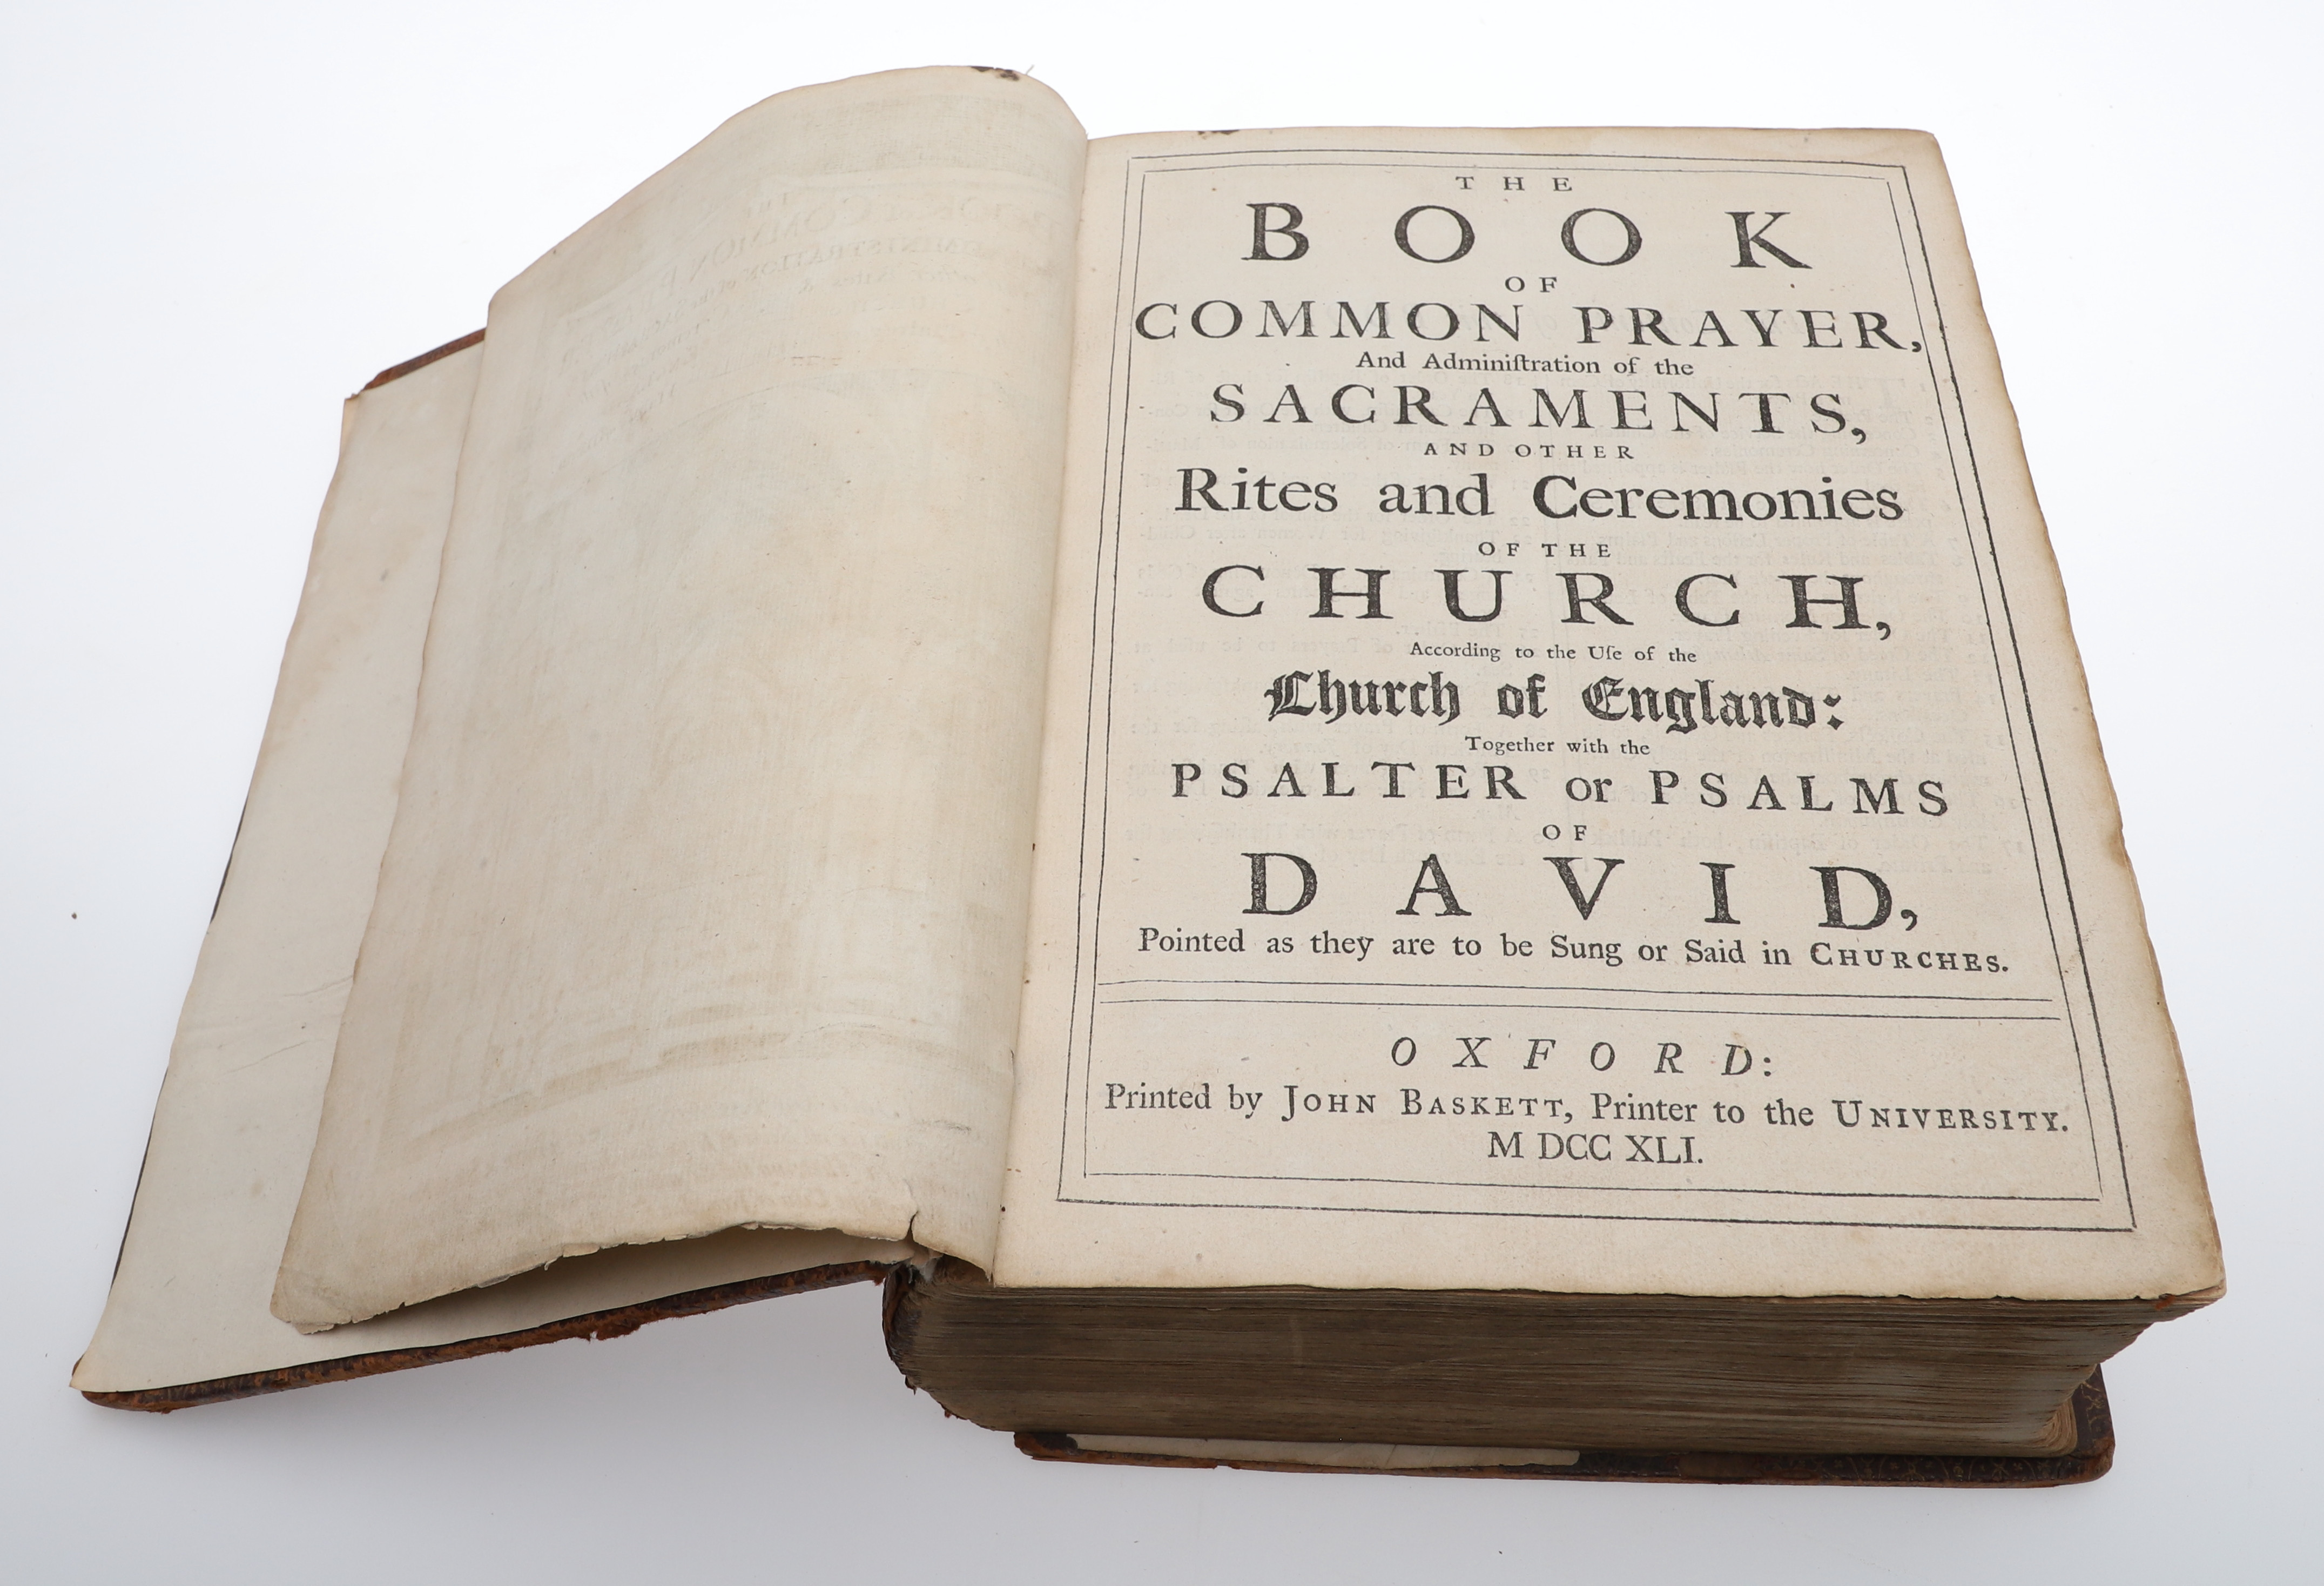 THE
BOOK
OF
COMMON PRAYER,
And Adminiſtration of the
SACRAMENTS,
AND OTHER
Rites and Ceremonies
OF THE
CHURCH,
According to the Uſe of the
Church of England:
Together with the
PSALTER or PSALMS
OF
DAVID,
Pointed as they are to be Sung or Said in CHURCHES.
OXFORD:
Printed by JOHN BASKETT, Printer to the UNIVERSITY.
M DCC XLI.